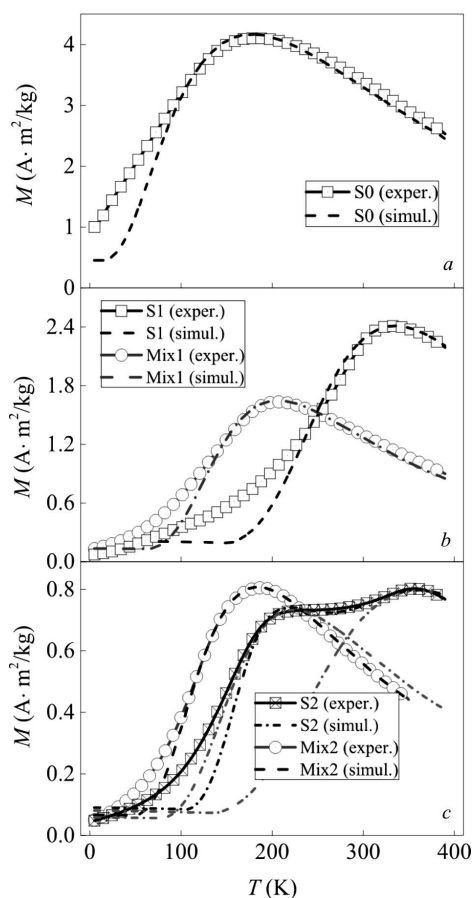 4
3
2
1
0
M (A· m²/kg)
S0 (exper.)
S0 (simul.)
a
2.4
1.8
1.2
0.6
0.0
M (A· m²/kg)
S1 (exper.)
S1 (simul.)
Mix1 (exper.)
Mix1 (simul.)
b
0.8
0.6
0.4
0.2
0.0
M (A· m²/kg)
S2 (exper.)
S2 (simul.)
Mix2 (exper.)
Mix2 (simul.)
c
0 100 200 300 400
T (K)